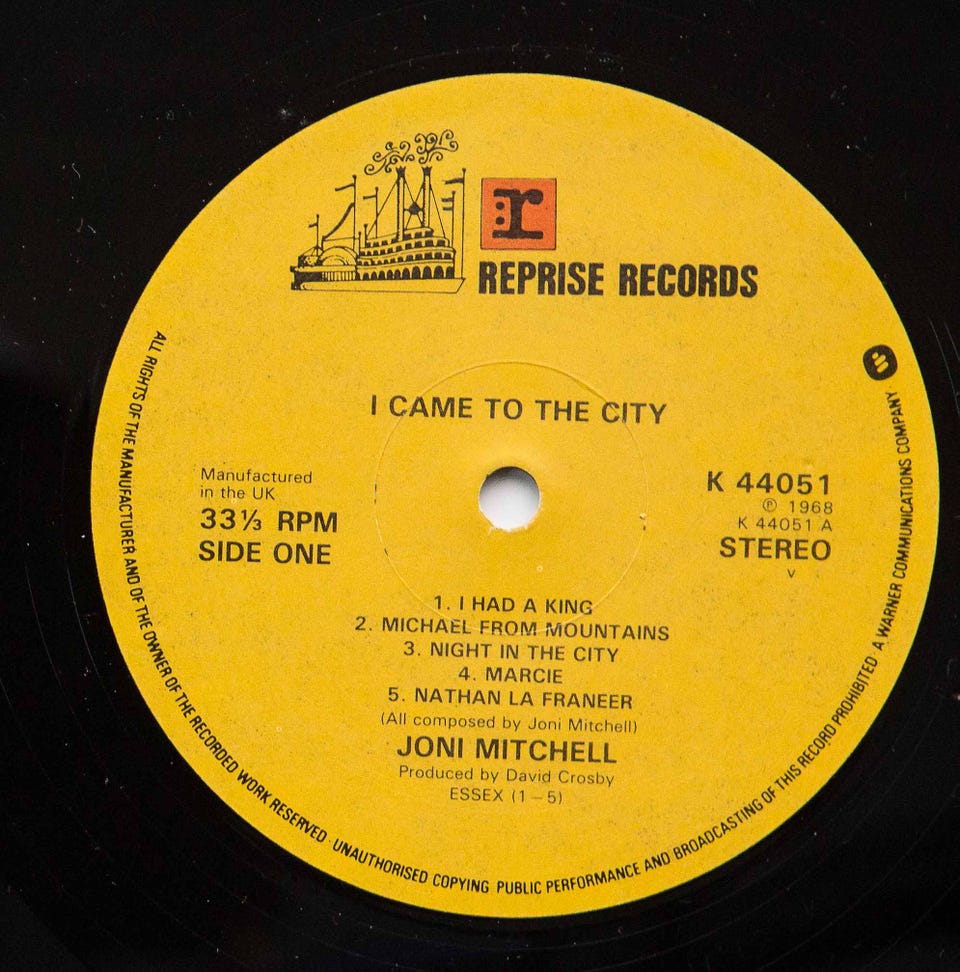 r
REPRISE RECORDS
I CAME TO THE CITY
Manufactured
in the UK
33⅓ RPM
SIDE ONE
K 44051
℗ 1968
K 44051 A
STEREO
V
1. I HAD A KING
2. MICHAEL FROM MOUNTAINS
3. NIGHT IN THE CITY
4. MARCIE
5. NATHAN LA FRANEER
(All composed by Joni Mitchell)
JONI MITCHELL
Produced by David Crosby
ESSEX (1–5)
ALL RIGHTS OF THE MANUFACTURER AND OF THE OWNER OF THE RECORDED WORK RESERVED · UNAUTHORISED COPYING PUBLIC PERFORMANCE AND BROADCASTING OF THIS RECORD PROHIBITED · A WARNER COMMUNICATIONS COMPANY